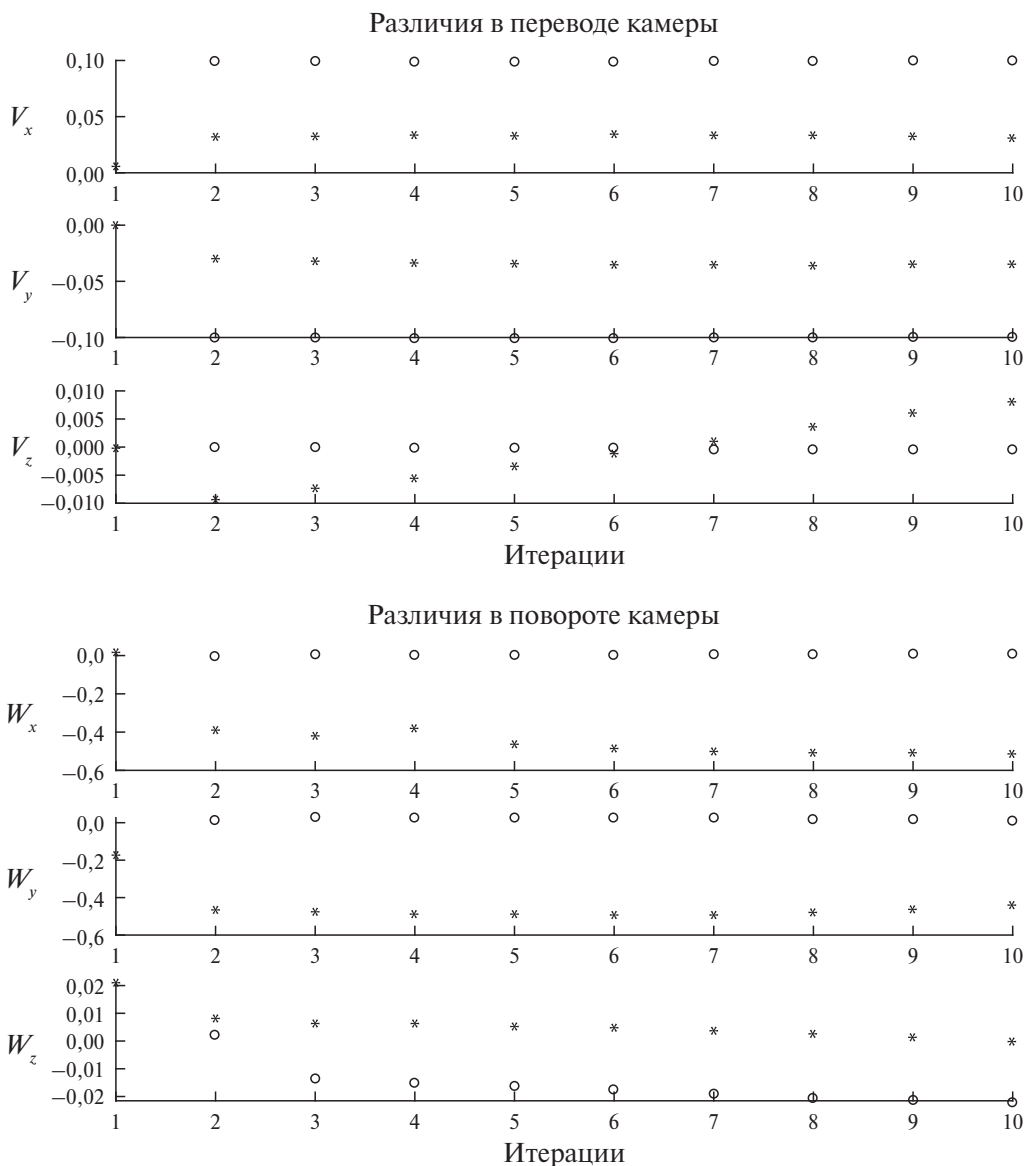 Различия в переводе камеры
0,10
0,05
0,00
V_x
1 2 3 4 5 6 7 8 9 10
0,00
−0,05
−0,10
V_y
1 2 3 4 5 6 7 8 9 10
0,010
0,005
0,000
−0,005
−0,010
V_z
1 2 3 4 5 6 7 8 9 10
Итерации
Различия в повороте камеры
0,0
−0,2
−0,4
−0,6
W_x
1 2 3 4 5 6 7 8 9 10
0,0
−0,2
−0,4
−0,6
W_y
1 2 3 4 5 6 7 8 9 10
0,02
0,01
0,00
−0,01
−0,02
W_z
1 2 3 4 5 6 7 8 9 10
Итерации